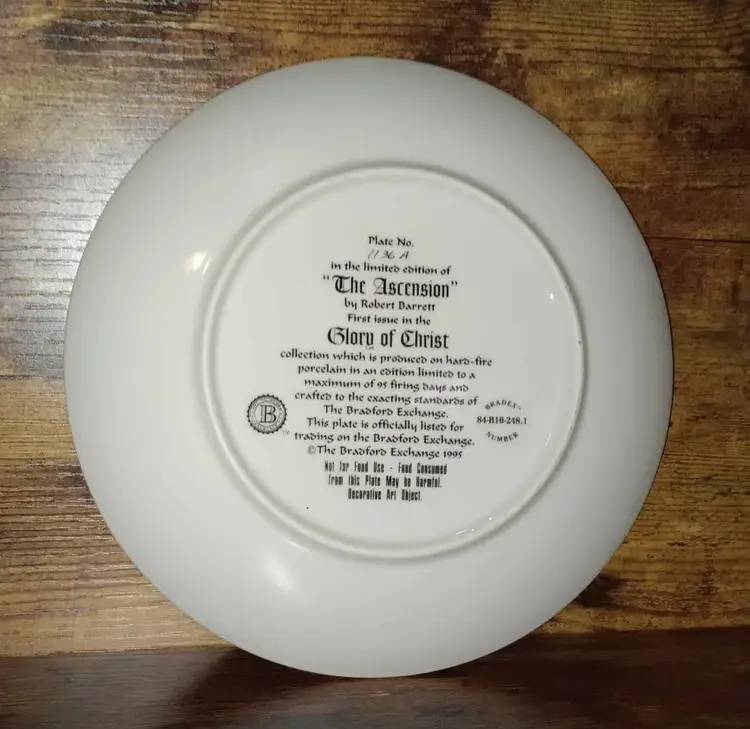 Plate No.
1136 A
in the limited edition of
"The Ascension"
by Robert Barrett
First issue in the
Glory of Christ
collection which is produced on hard-fire
porcelain in an edition limited to a
maximum of 95 firing days and
crafted to the exacting standards of
The Bradford Exchange.
This plate is officially listed for
trading on the Bradford Exchange.
©The Bradford Exchange 1995
Not for Food Use - Food Consumed
from this Plate May be Harmful.
Decorative Art Object.
B
TM
BRADEX™
84-B10-248.1
NUMBER